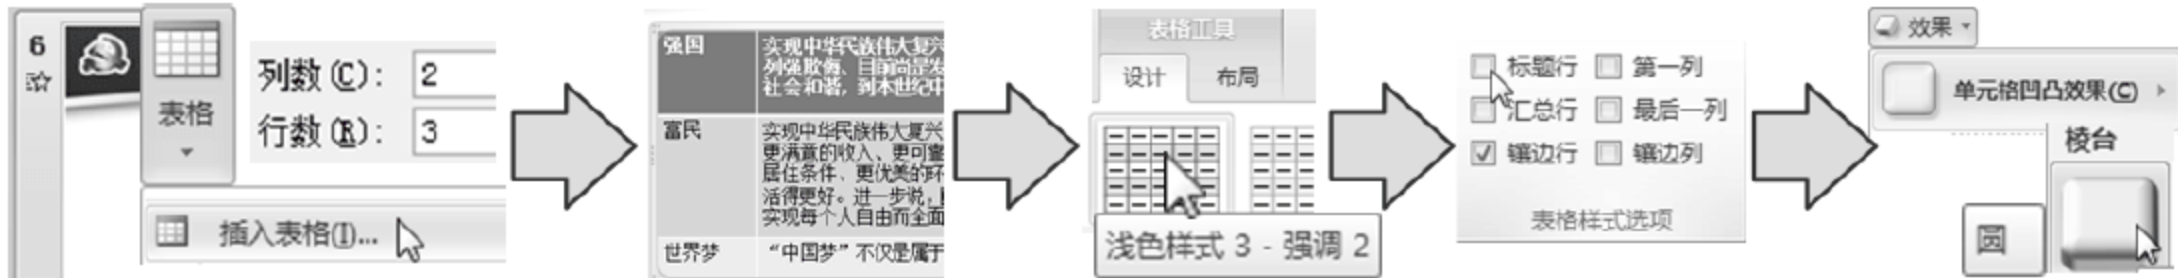 6
表格
列数(C): 2
行数(R): 3
插入表格(I)...
强国
实现中华民族伟大复兴
列强欺侮、目前尚是发
社会和谐，到本世纪中
富民
实现中华民族伟大复兴
更满意的收入、更可靠
居住条件、更优美的环
活得更好。进一步说，
实现每个人自由而全面
世界梦
“中国梦”不仅是属于
表格工具
设计 布局
浅色样式 3 - 强调 2
标题行 第一列
汇总行 最后一列
镶边行 镶边列
表格样式选项
效果
单元格凹凸效果(C)
棱台
圆